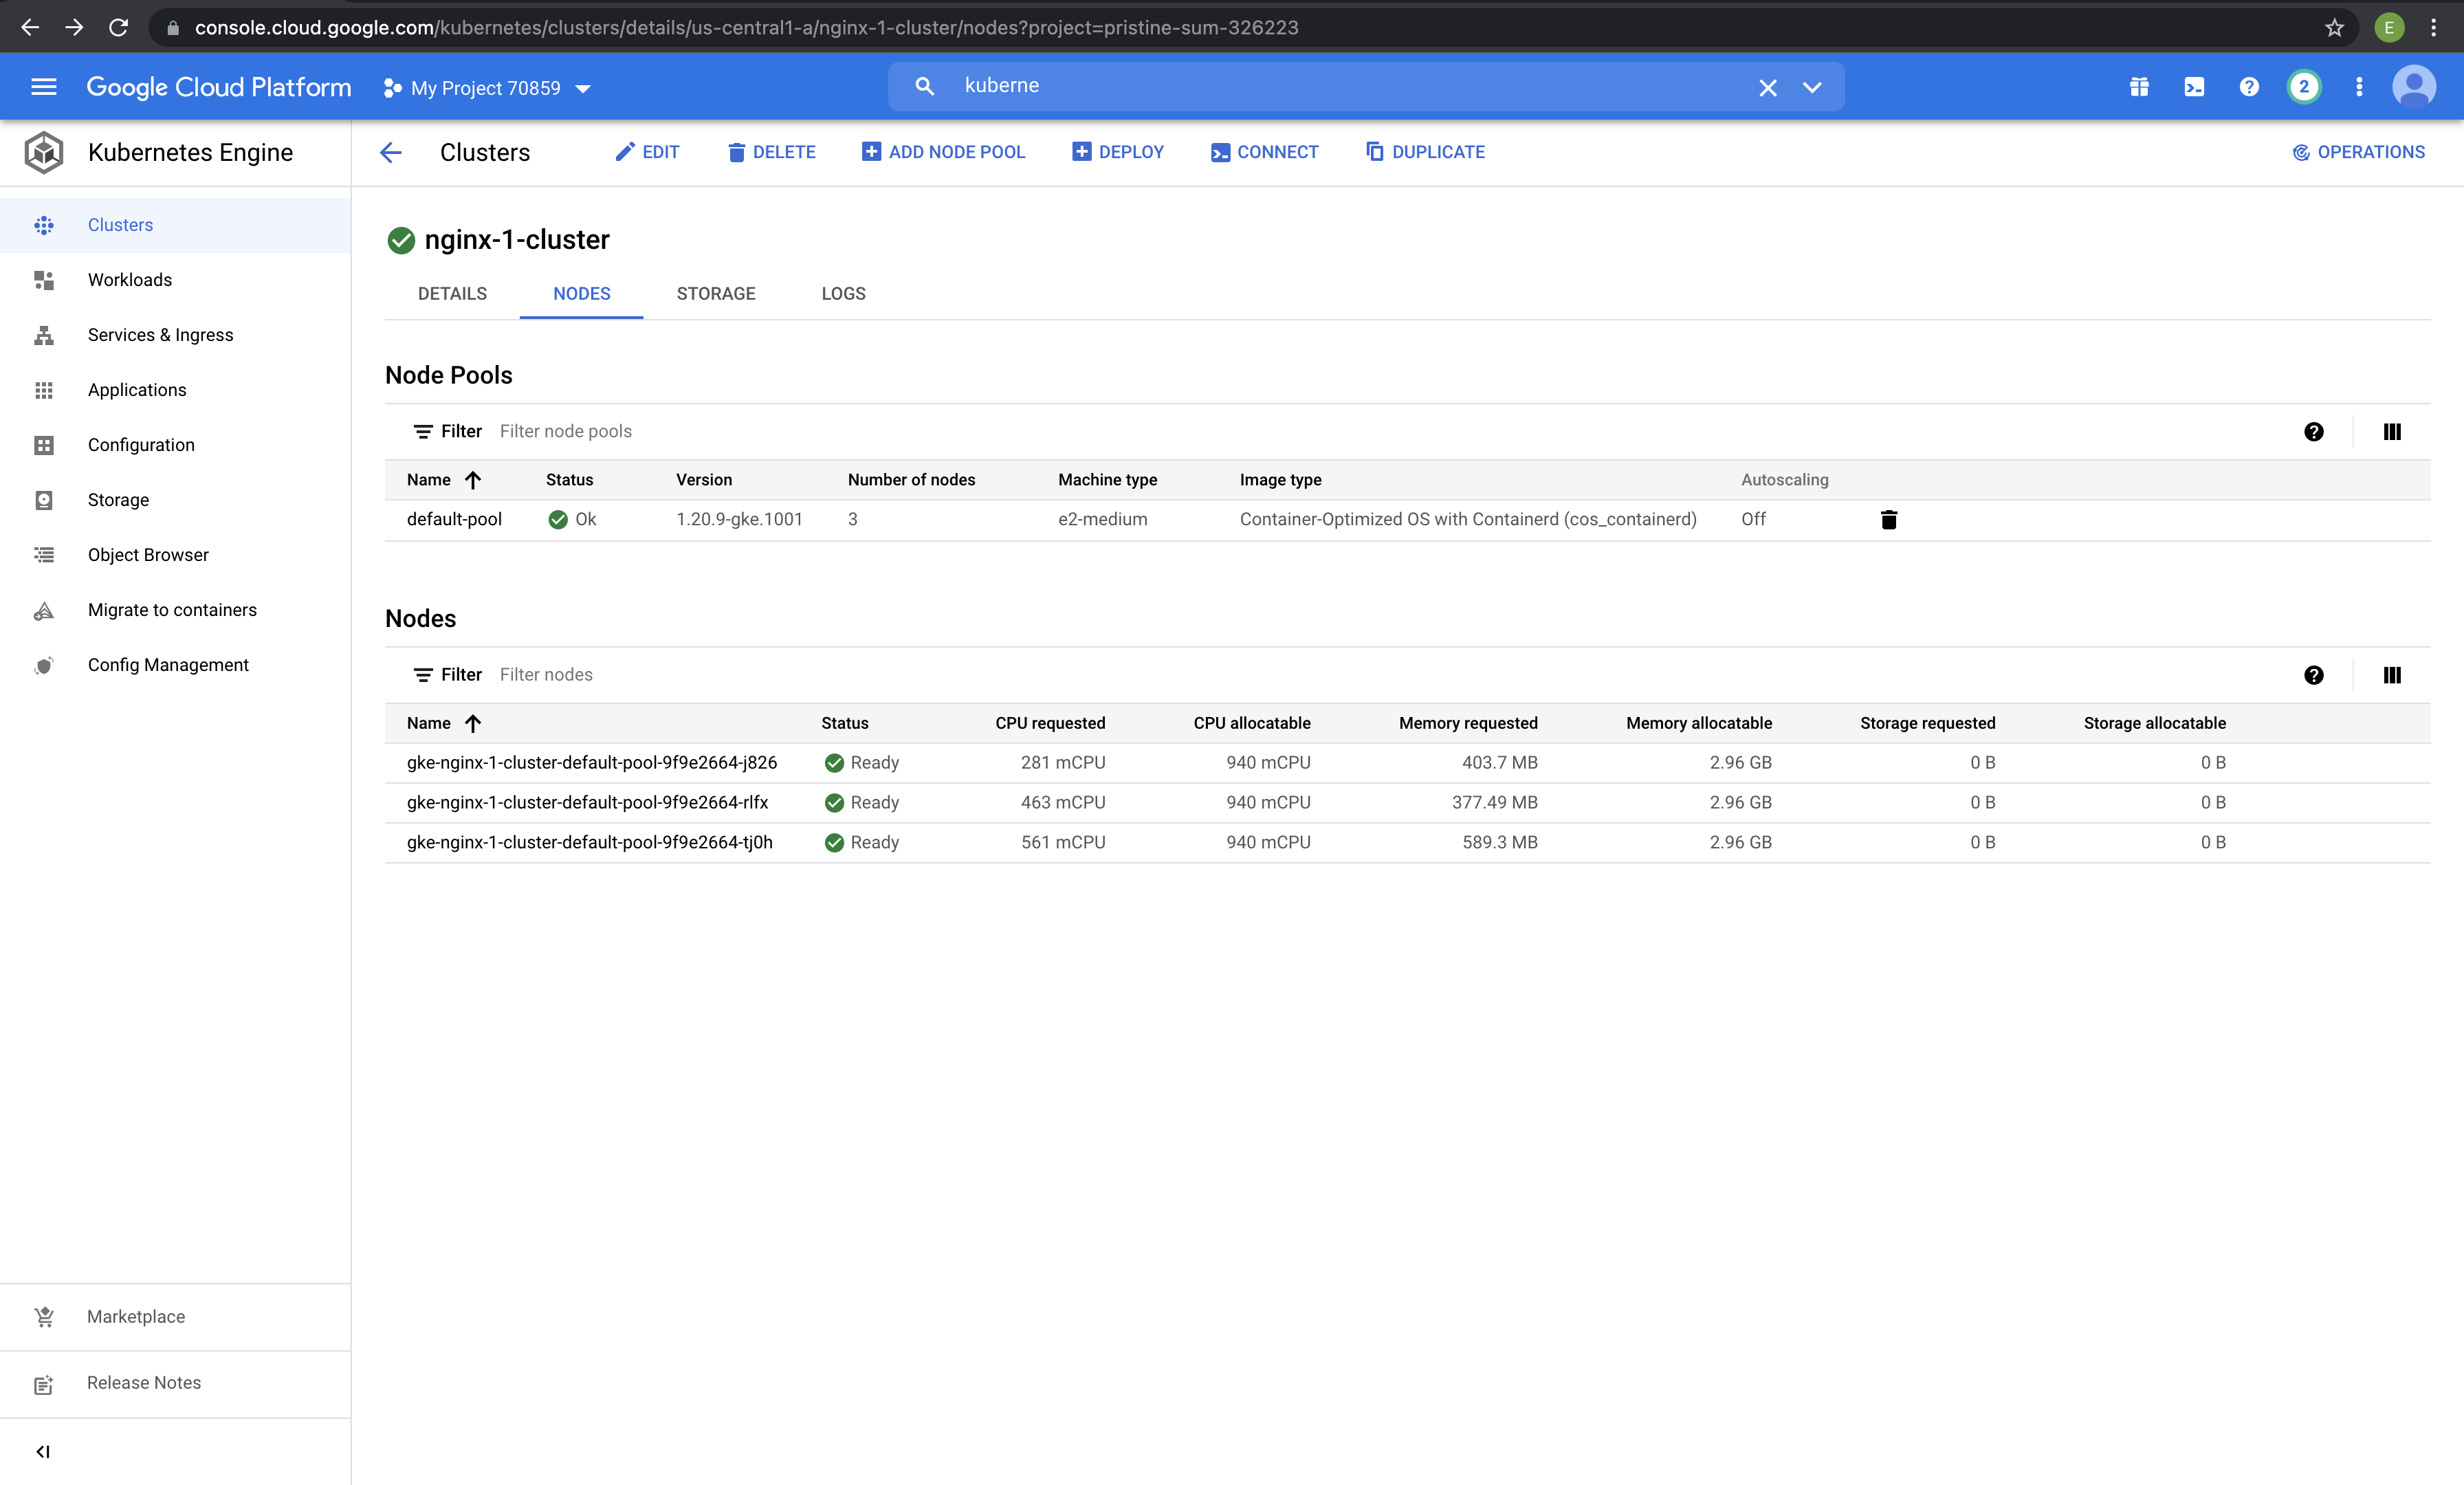 console.cloud.google.com/kubernetes/clusters/details/us-central1-a/nginx-1-cluster/nodes?project=pristine-sum-326223
E
Google Cloud Platform
My Project 70859
kuberne
2
Kubernetes Engine
Clusters
EDIT
DELETE
ADD NODE POOL
DEPLOY
CONNECT
DUPLICATE
OPERATIONS
Clusters
Workloads
Services & Ingress
Applications
Configuration
Storage
Object Browser
Migrate to containers
Config Management
Marketplace
Release Notes
nginx-1-cluster
DETAILS NODES STORAGE LOGS
Node Pools
Filter Filter node pools
Name Status Version Number of nodes Machine type Image type Autoscaling
default-pool Ok 1.20.9-gke.1001 3 e2-medium Container-Optimized OS with Containerd (cos_containerd) Off
Nodes
Filter Filter nodes
Name Status CPU requested CPU allocatable Memory requested Memory allocatable Storage requested Storage allocatable
gke-nginx-1-cluster-default-pool-9f9e2664-j826 Ready 281 mCPU 940 mCPU 403.7 MB 2.96 GB 0 B 0 B
gke-nginx-1-cluster-default-pool-9f9e2664-rlfx Ready 463 mCPU 940 mCPU 377.49 MB 2.96 GB 0 B 0 B
gke-nginx-1-cluster-default-pool-9f9e2664-tj0h Ready 561 mCPU 940 mCPU 589.3 MB 2.96 GB 0 B 0 B